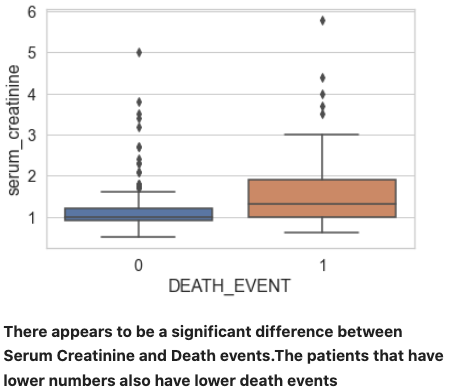 6
5
4
3
2
1
serum_creatinine
0 1
DEATH_EVENT
There appears to be a significant difference between
Serum Creatinine and Death events.The patients that have
lower numbers also have lower death events